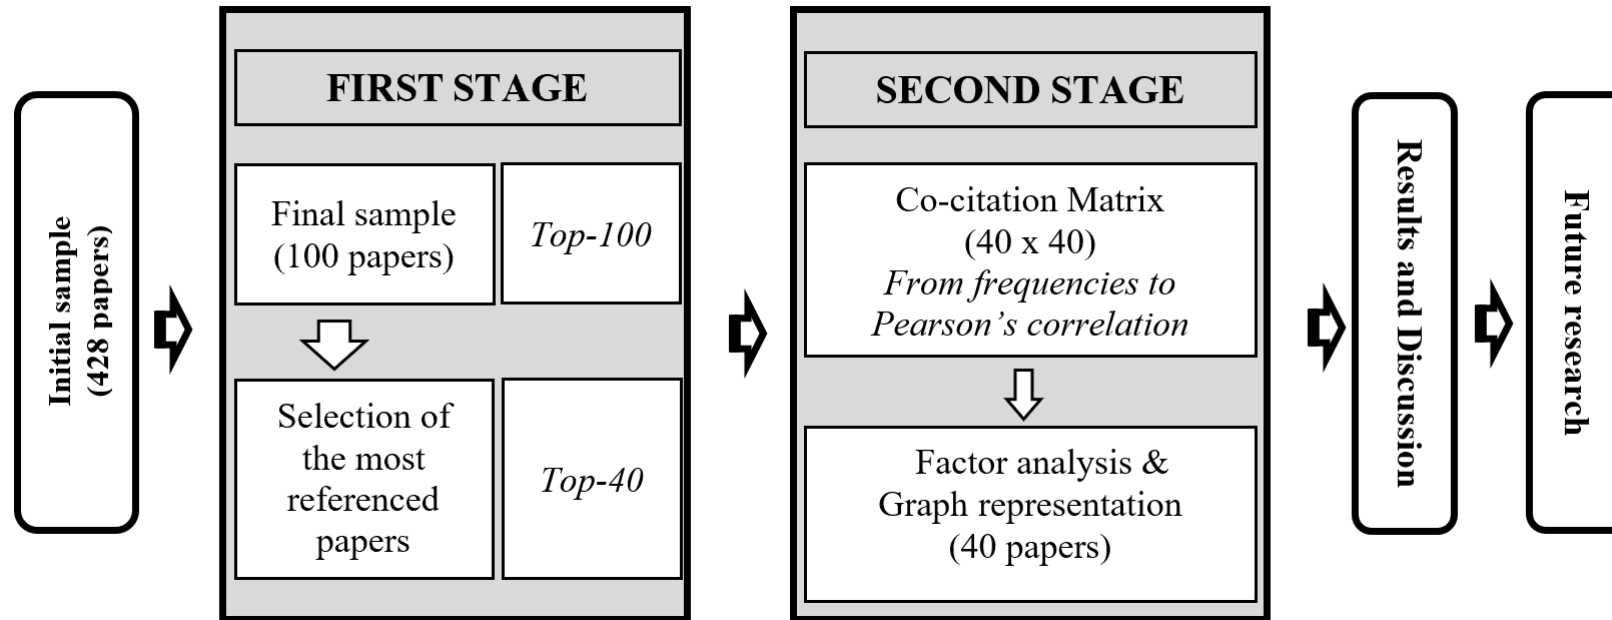 Initial sample
(428 papers)
FIRST STAGE
Final sample
(100 papers)
Top-100
Selection of
the most
referenced
papers
Top-40
SECOND STAGE
Co-citation Matrix
(40 x 40)
From frequencies to
Pearson’s correlation
Factor analysis &
Graph representation
(40 papers)
Results and Discussion
Future research